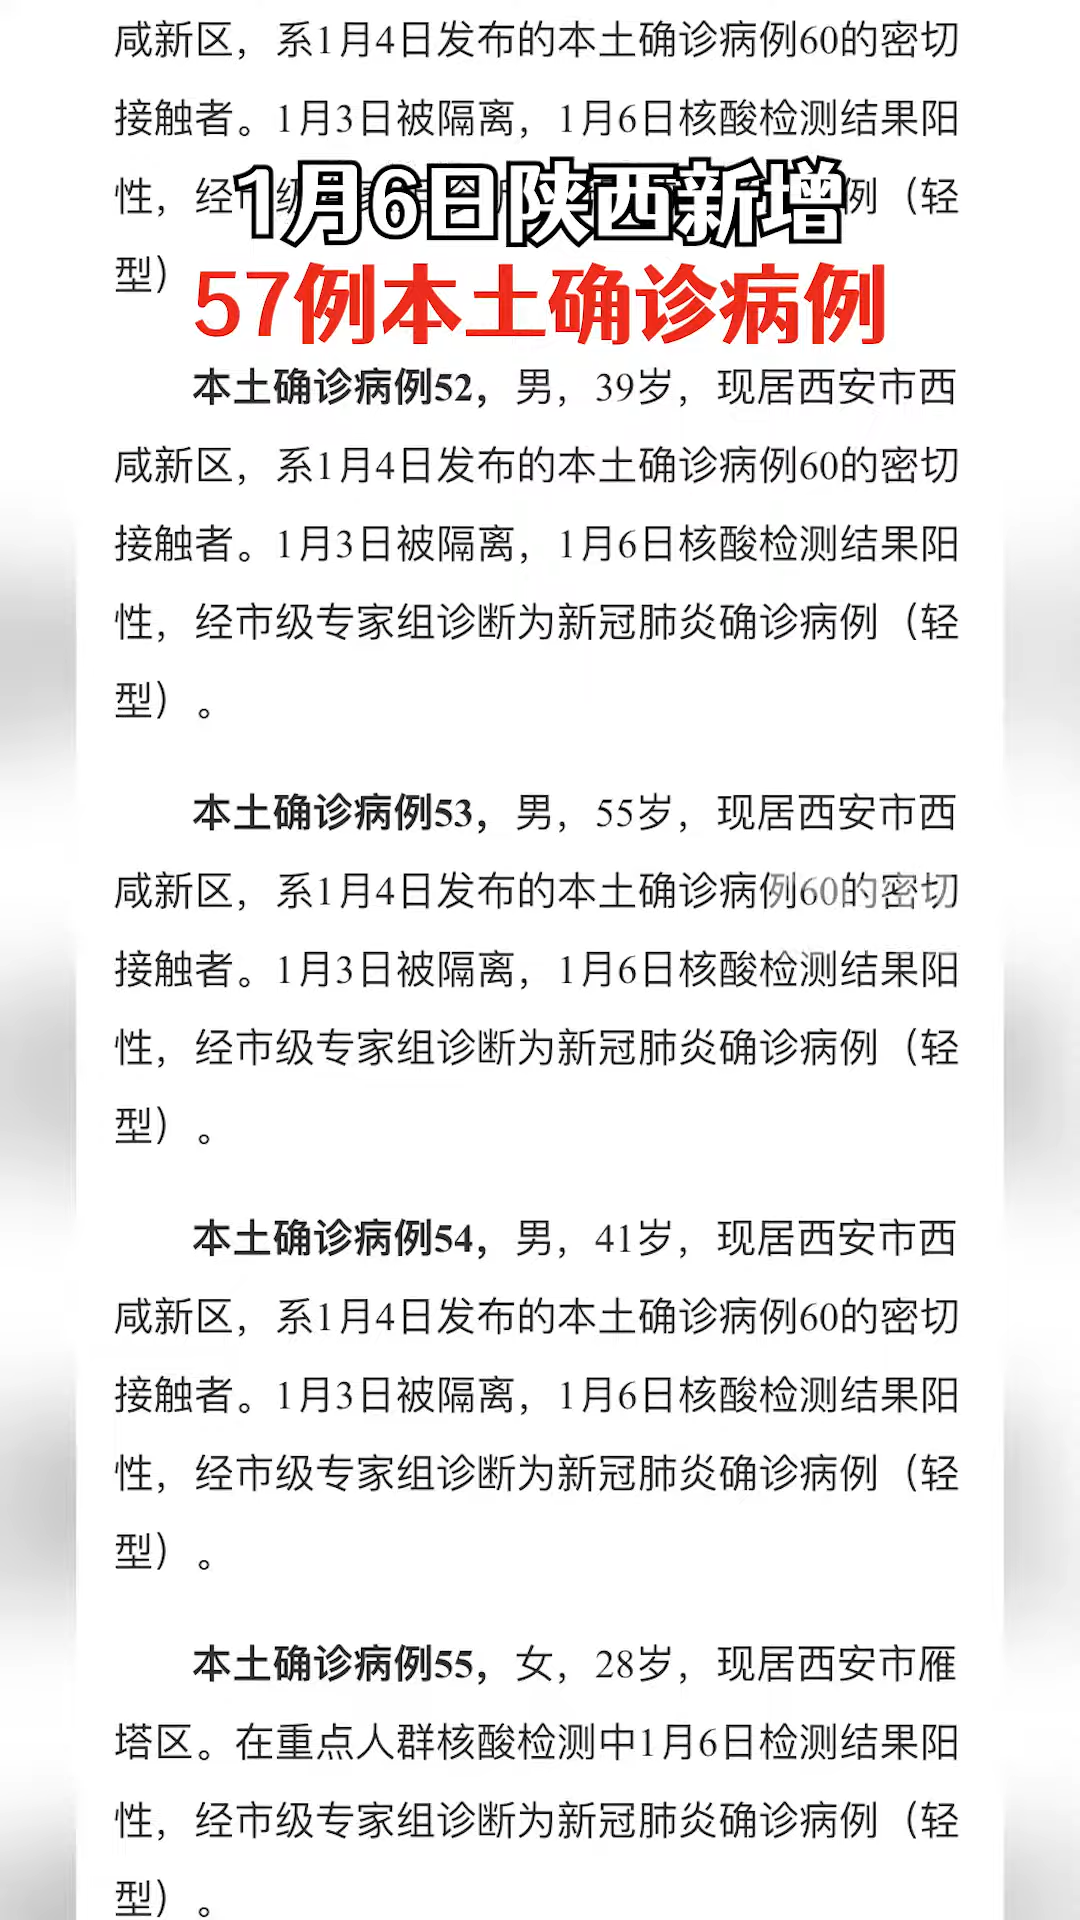 咸新区，系1月4日发布的本土确诊病例60的密切
接触者。1月3日被隔离，1月6日核酸检测结果阳
性，经
例（轻
型）
1月6日陕西新增
57例本土确诊病例
本土确诊病例52，男，39岁，现居西安市西
咸新区，系1月4日发布的本土确诊病例60的密切
接触者。1月3日被隔离，1月6日核酸检测结果阳
性，经市级专家组诊断为新冠肺炎确诊病例（轻
型）。
本土确诊病例53，男，55岁，现居西安市西
咸新区，系1月4日发布的本土确诊病例60的密切
接触者。1月3日被隔离，1月6日核酸检测结果阳
性，经市级专家组诊断为新冠肺炎确诊病例（轻
型）。
本土确诊病例54，男，41岁，现居西安市西
咸新区，系1月4日发布的本土确诊病例60的密切
接触者。1月3日被隔离，1月6日核酸检测结果阳
性，经市级专家组诊断为新冠肺炎确诊病例（轻
型）。
本土确诊病例55，女，28岁，现居西安市雁
塔区。在重点人群核酸检测中1月6日检测结果阳
性，经市级专家组诊断为新冠肺炎确诊病例（轻
型）。